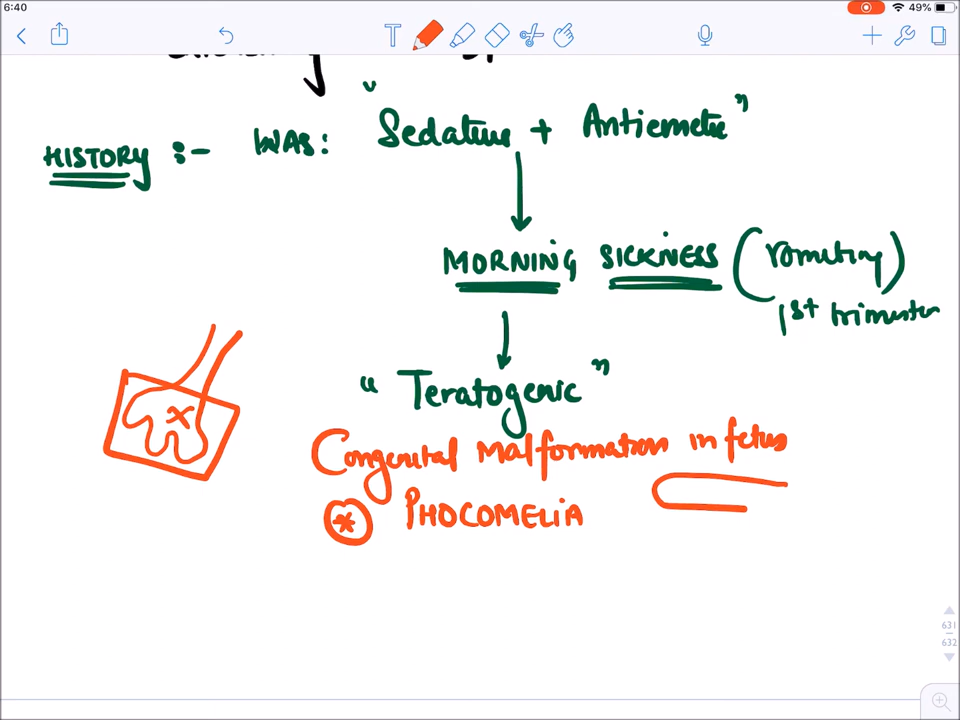 6:40
49%
HISTORY :- WAS: "Sedative + Antiemetic"
MORNING SICKNESS (vomiting)
1st trimester
"Teratogenic"
Congenital Malformation in fetus
* PHOCOMELIA
631
632